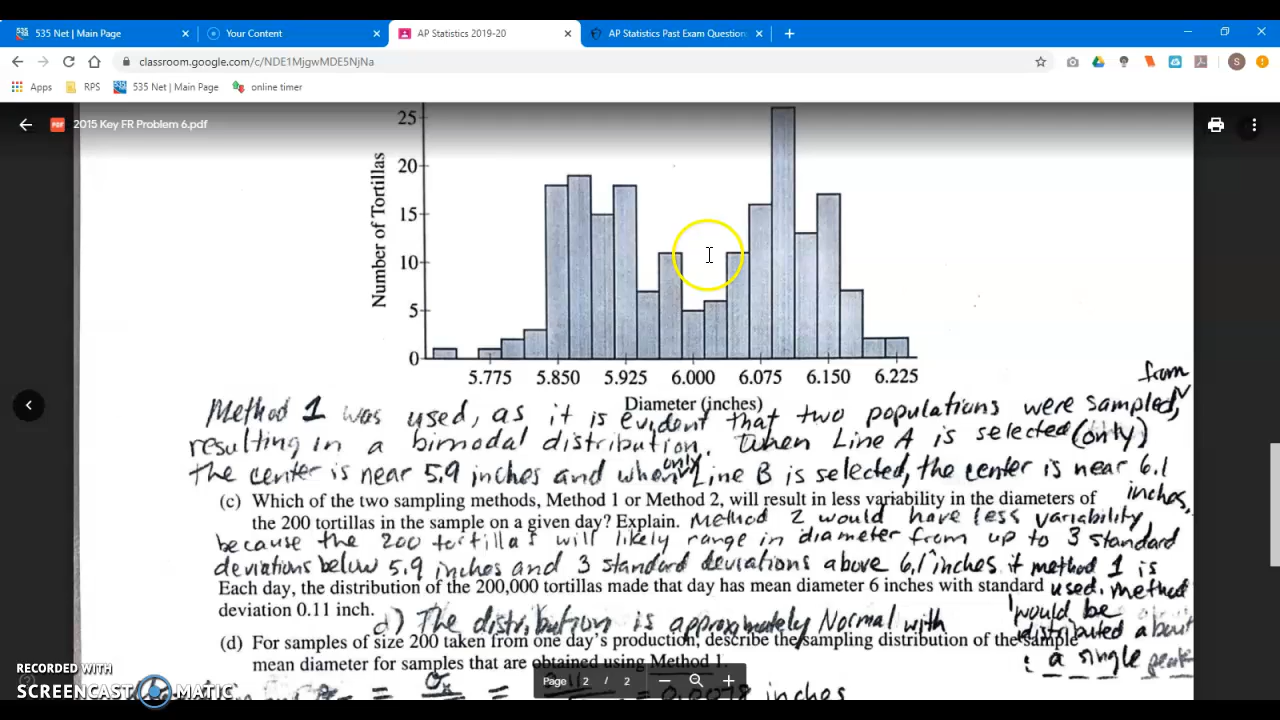 535 Net | Main Page
Your Content
AP Statistics 2019-20
AP Statistics Past Exam Question
classroom.google.com/c/NDE1MjgwMDE5NjNa
Apps
RPS
535 Net | Main Page
online timer
S
2015 Key FR Problem 6.pdf
25
20
15
10
5
0
Number of Tortillas
5.775 5.850 5.925 6.000 6.075 6.150 6.225
Diameter (inches)
from
Method 1 was used, as it is evident that two populations were sampled,
resulting in a bimodal distribution. When Line A is selected (only)
the center is near 5.9 inches and when only Line B is selected, the center is near 6.1
inches.
(c) Which of the two sampling methods, Method 1 or Method 2, will result in less variability in the diameters of
the 200 tortillas in the sample on a given day? Explain. Method 2 would have less variability
because the 200 tortillas will likely range in diameter from up to 3 standard
deviations below 5.9 inches and 3 standard deviations above 6.1 inches if method 1 is
used. Method
Each day, the distribution of the 200,000 tortillas made that day has mean diameter 6 inches with standard
deviation 0.11 inch.
1 would be
distributed about
a single peak
d) The distribution is approximately Normal with
(d) For samples of size 200 taken from one day's production, describe the sampling distribution of the sample
mean diameter for samples that are obtained using Method 1.
= σx = = 0.0078 inches
Page 2 / 2
RECORDED WITH
SCREENCAST MATIC